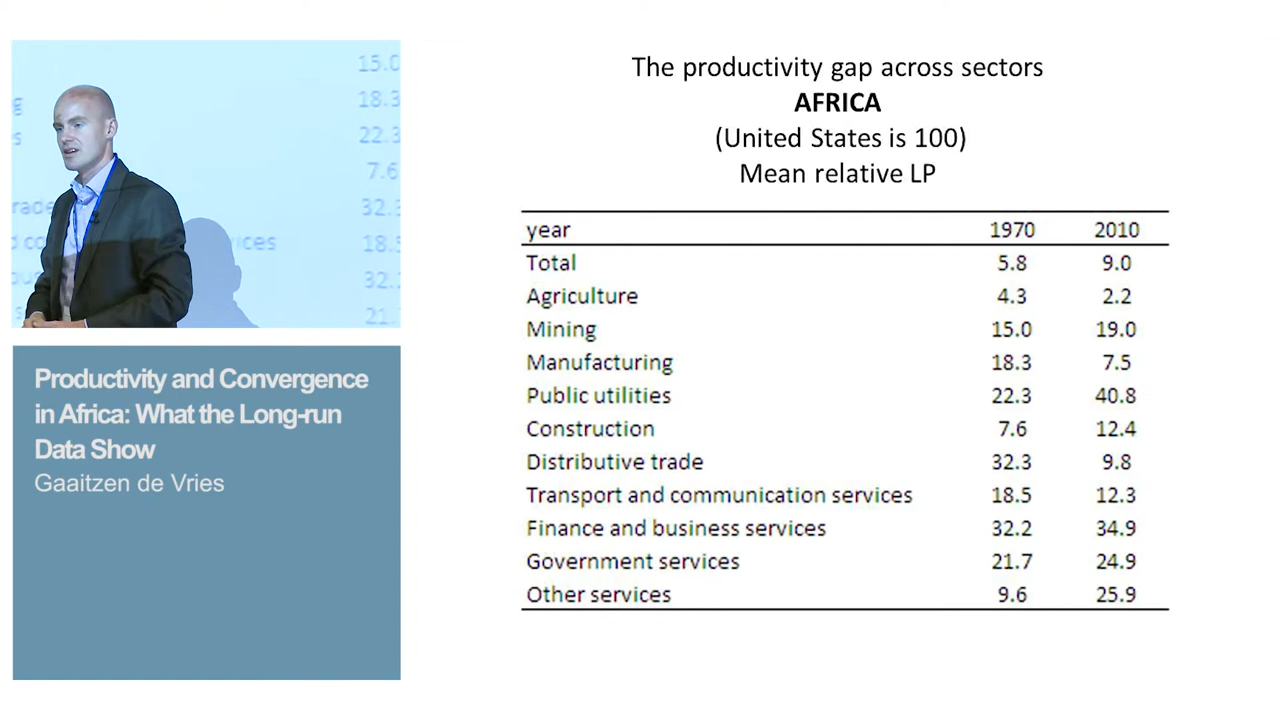 15.0
g 18.3
s 22.3
7.6
rade 32.3
d co ices 18.5
bus 32.
s 21.7
Productivity and Convergence
in Africa: What the Long-run
Data Show
Gaaitzen de Vries
The productivity gap across sectors
AFRICA
(United States is 100)
Mean relative LP
year 1970 2010
Total 5.8 9.0
Agriculture 4.3 2.2
Mining 15.0 19.0
Manufacturing 18.3 7.5
Public utilities 22.3 40.8
Construction 7.6 12.4
Distributive trade 32.3 9.8
Transport and communication services 18.5 12.3
Finance and business services 32.2 34.9
Government services 21.7 24.9
Other services 9.6 25.9